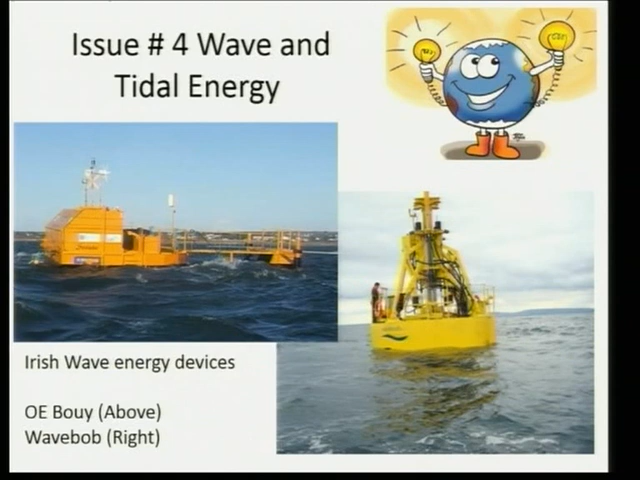 Issue # 4 Wave and
Tidal Energy
Irish Wave energy devices
OE Bouy (Above)
Wavebob (Right)